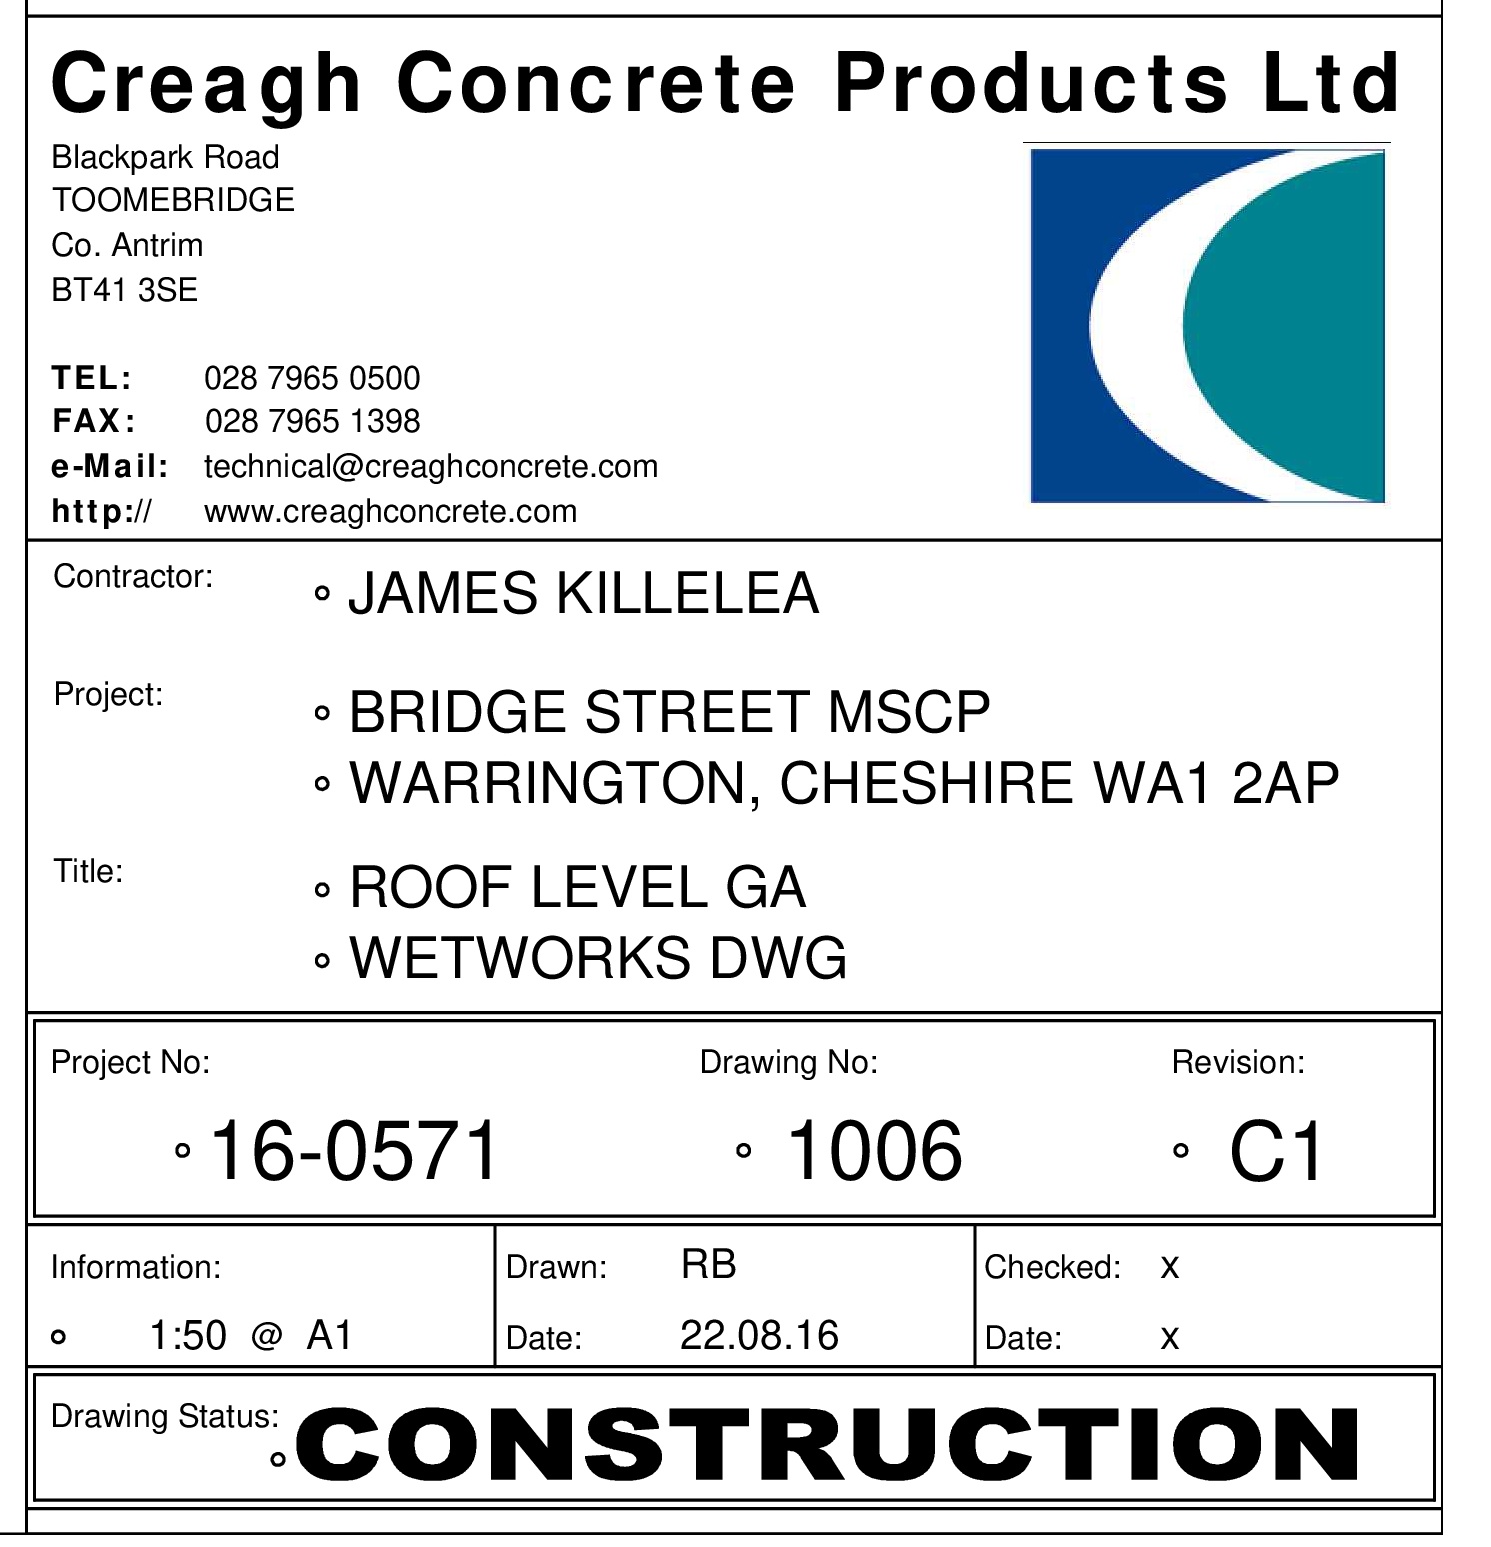 Creagh Concrete Products Ltd
Blackpark Road
TOOMEBRIDGE
Co. Antrim
BT41 3SE
TEL: 028 7965 0500
FAX: 028 7965 1398
e-Mail: technical@creaghconcrete.com
http:// www.creaghconcrete.com
Contractor: JAMES KILLELEA
Project: BRIDGE STREET MSCP
WARRINGTON, CHESHIRE WA1 2AP
Title: ROOF LEVEL GA
WETWORKS DWG
Project No: Drawing No: Revision:
16-0571 1006 C1
Information: Drawn: RB Checked: x
1:50 @ A1 Date: 22.08.16 Date: x
Drawing Status: CONSTRUCTION